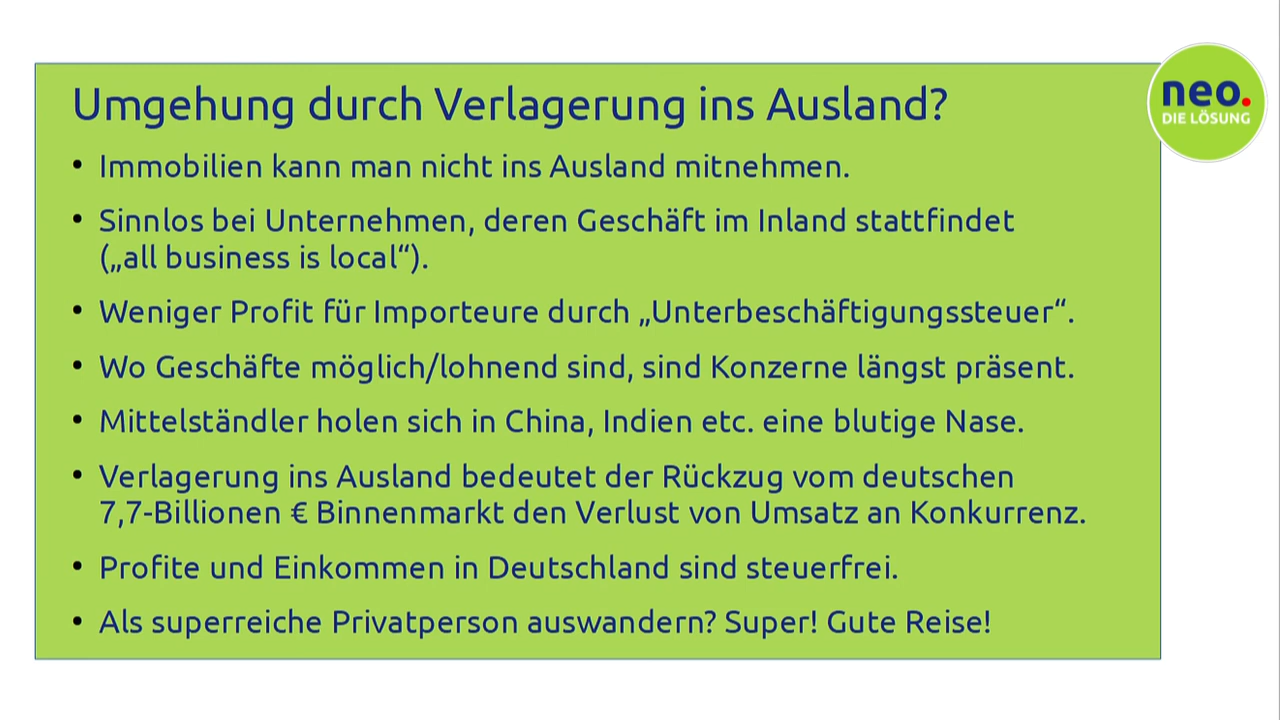 Umgehung durch Verlagerung ins Ausland?
neo.
DIE LÖSUNG
• Immobilien kann man nicht ins Ausland mitnehmen.
• Sinnlos bei Unternehmen, deren Geschäft im Inland stattfindet
(„all business is local“).
• Weniger Profit für Importeure durch „Unterbeschäftigungssteuer“.
• Wo Geschäfte möglich/lohnend sind, sind Konzerne längst präsent.
• Mittelständler holen sich in China, Indien etc. eine blutige Nase.
• Verlagerung ins Ausland bedeutet der Rückzug vom deutschen
7,7-Billionen € Binnenmarkt den Verlust von Umsatz an Konkurrenz.
• Profite und Einkommen in Deutschland sind steuerfrei.
• Als superreiche Privatperson auswandern? Super! Gute Reise!